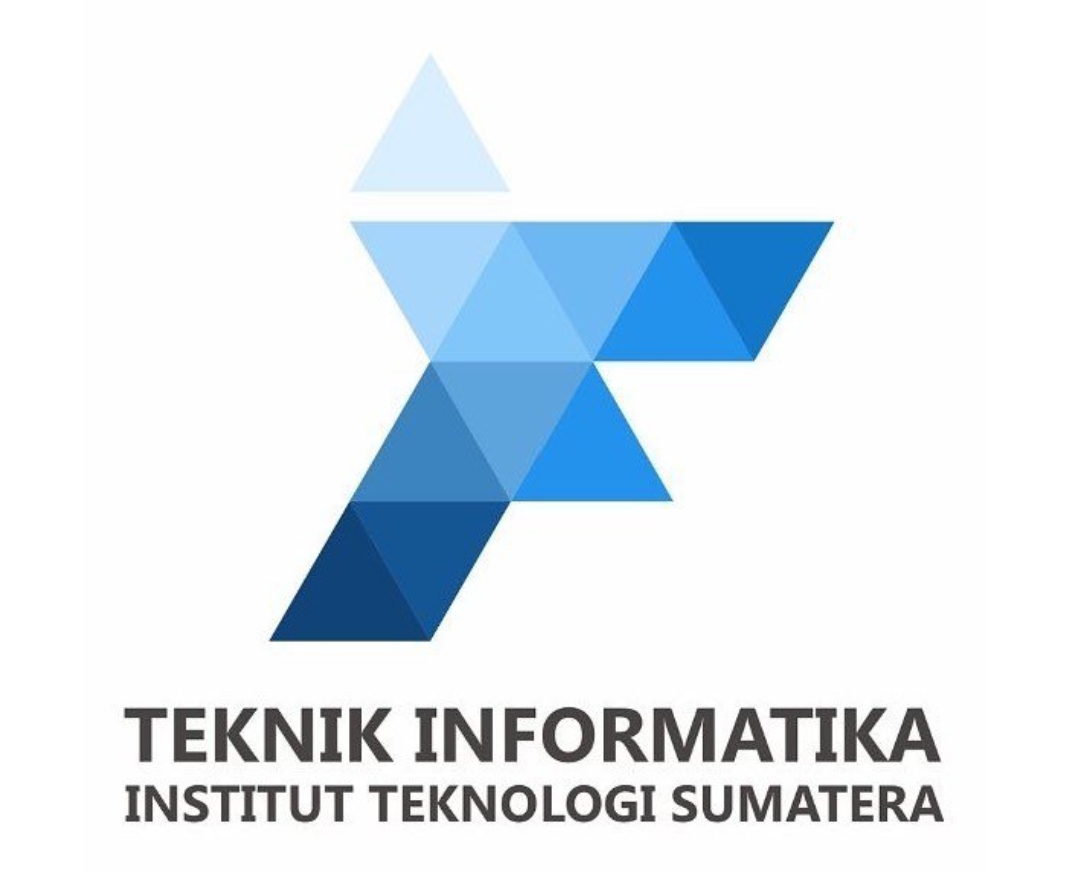 TEKNIK INFORMATIKA
INSTITUT TEKNOLOGI SUMATERA